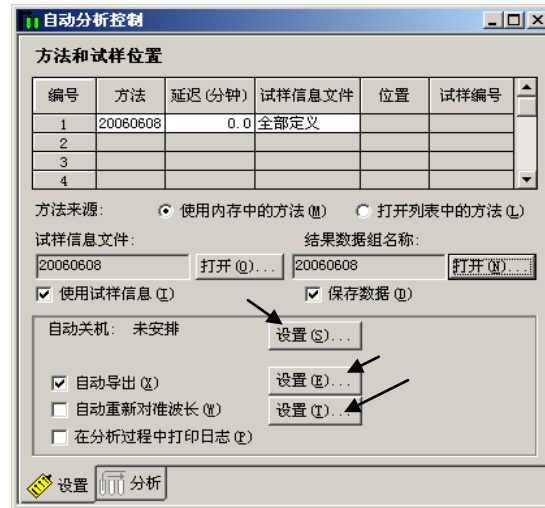 自动分析控制
方法和试样位置
编号 方法 延迟(分钟) 试样信息文件 位置 试样编号
1 20060608 0.0 全部定义
2
3
4
方法来源: 使用内存中的方法(M) 打开列表中的方法(L)
试样信息文件: 结果数据组名称:
20060608 打开(O)... 20060608 打开(N)...
使用试样信息(I) 保存数据(D)
自动关机: 未安排 设置(S)...
自动导出(X) 设置(E)...
自动重新对准波长(W) 设置(T)...
在分析过程中打印日志(P)
设置 分析